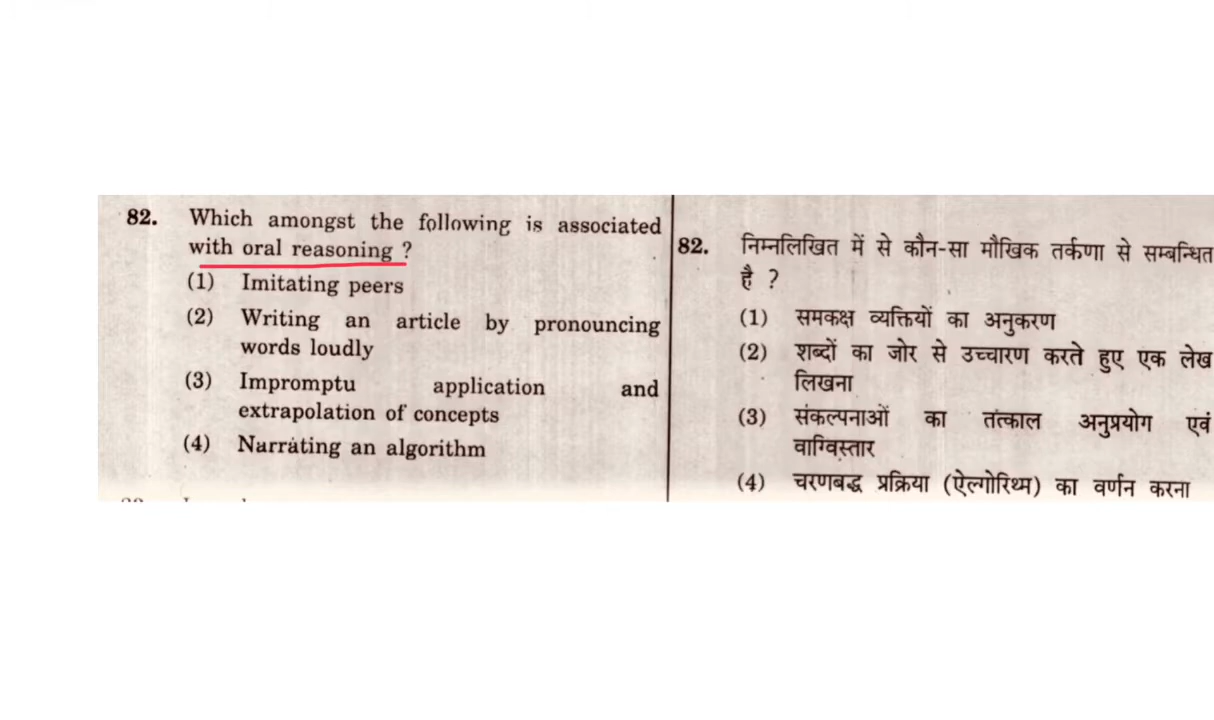 82. Which amongst the following is associated
with oral reasoning ?
(1) Imitating peers
(2) Writing an article by pronouncing
words loudly
(3) Impromptu application and
extrapolation of concepts
(4) Narrating an algorithm
82. निम्नलिखित में से कौन-सा मौखिक तर्कणा से सम्बन्धित
है ?
(1) समकक्ष व्यक्तियों का अनुकरण
(2) शब्दों का जोर से उच्चारण करते हुए एक लेख
लिखना
(3) संकल्पनाओं का तत्काल अनुप्रयोग एवं
वाग्विस्तार
(4) चरणबद्ध प्रक्रिया (ऐल्गोरिथ्म) का वर्णन करना